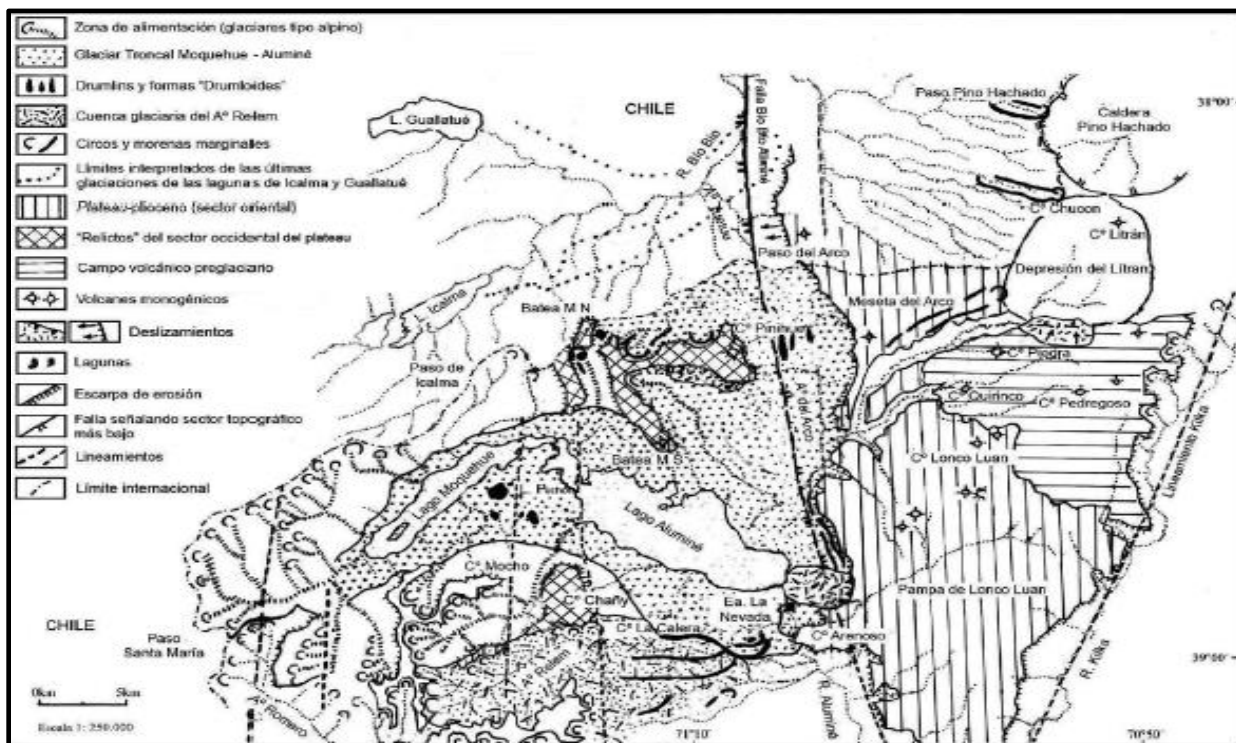 Zona de alimentación (glaciares tipo alpino)
Glaciar Troncal Moquehue - Aluminé
Drumlins y formas "Drumloides"
Cuenca glaciaria del Aº Relem
Circos y morenas marginales
Límites interpretados de las últimas
glaciaciones de las lagunas de Icalma y Guallatué
Plateau-plioceno (sector oriental)
"Relictos" del sector occidental del plateau
Campo volcánico preglaciario
Volcanes monogénicos
Deslizamientos
Lagunas
Escarpa de erosión
Falla señalando sector topográfico
más bajo
Lineamientos
Límite internacional
CHILE
L. Guallatué
R. Bío Bío
Falla Bío Bío Aluminé
Paso Pino Hachado
Caldera
Pino Hachado
38°00'
Cº Chucon
Cº Litrán
Depresión del Litran
Paso del Arco
Meseta del Arco
L. Icalma
Batea M N
Cº Pinihue
Paso de
Icalma
A. del Arco
Cº Piedra
Cº Quirinco
Cº Pedregoso
Lineamiento Kilka
Batea M S
Cº Lonco Luan
Lago Moquehue
Lago Aluminé
Cº Mocho
Cº Chañy
Pampa de Lonco Luan
Ea. La
Nevada
Cº La Calera
Cº Arenoso
CHILE
Paso
Santa María
Aº Relem
R. Kilka
39°00'
0km 5km
Aº Romero
R. Aluminé
Escala 1: 250.000
71°10'
70°50'